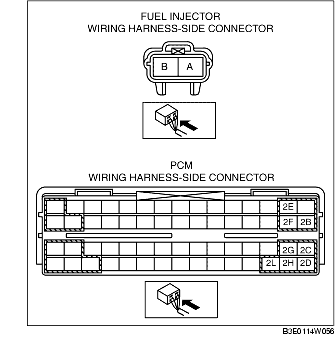 FUEL INJECTOR
WIRING HARNESS-SIDE CONNECTOR
B A
PCM
WIRING HARNESS-SIDE CONNECTOR
2E
2F 2B
2G 2C
2L 2H 2D
B3E0114W056